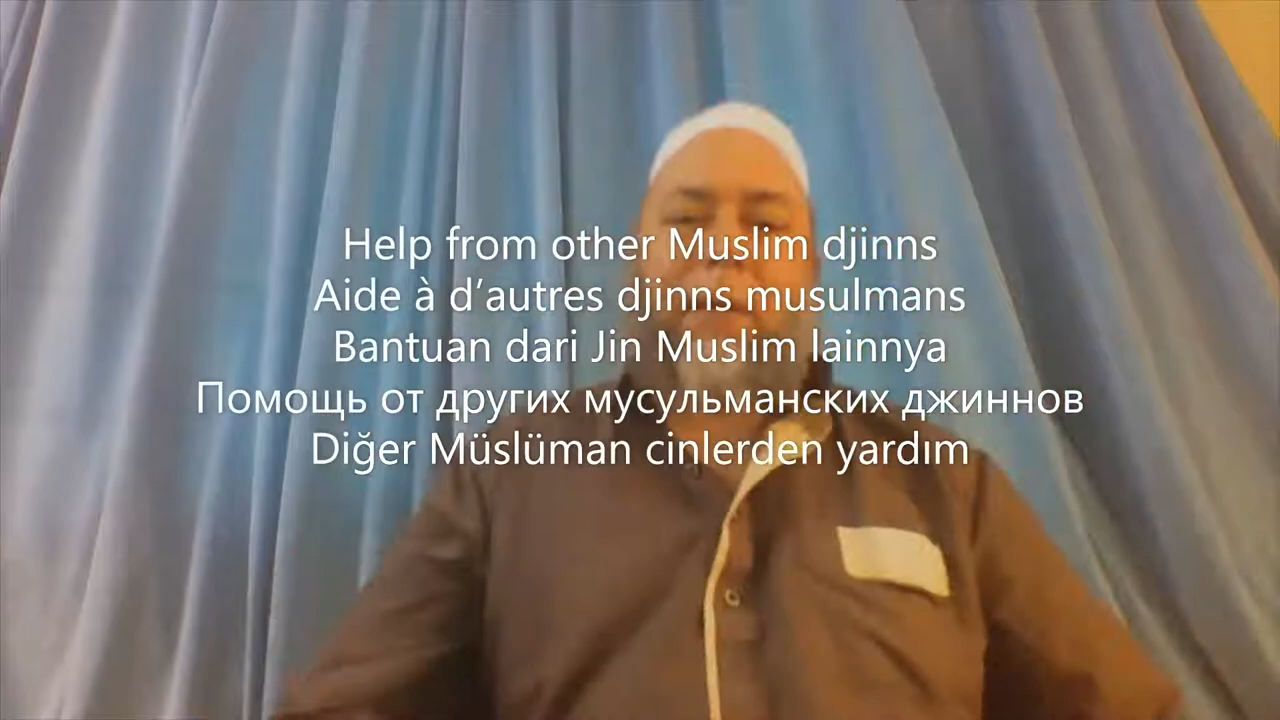 Help from other Muslim djinns
Aide à d’autres djinns musulmans
Bantuan dari Jin Muslim lainnya
Помощь от других мусульманских джиннов
Diğer Müslüman cinlerden yardım